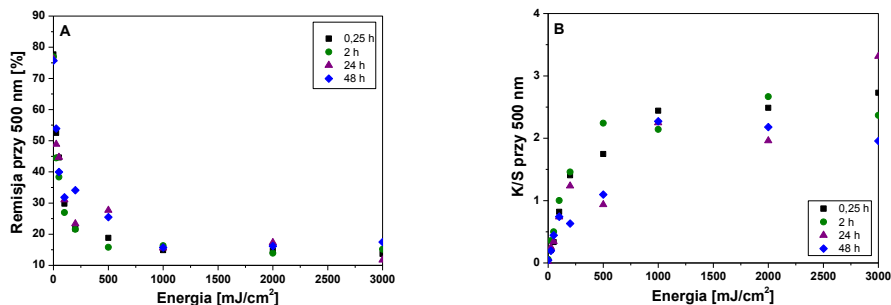 A
0,25 h
2 h
24 h
48 h
Remisja przy 500 nm [%]
90
80
70
60
50
40
30
20
10
0 500 1000 1500 2000 2500 3000
Energia [mJ/cm²]
B
0,25 h
2 h
24 h
48 h
K/S przy 500 nm
4
3
2
1
0
0 500 1000 1500 2000 2500 3000
Energia [mJ/cm²]